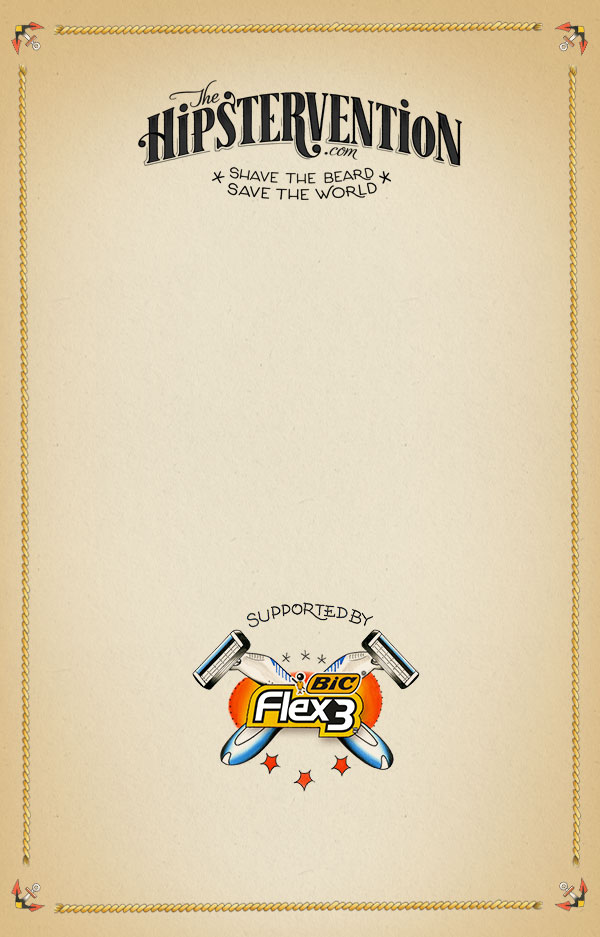 The
HiPSTERVENTiON
.com
SHAVE THE BEARD
SAVE THE WORLD
SUPPORTED BY
BIC
Flex3